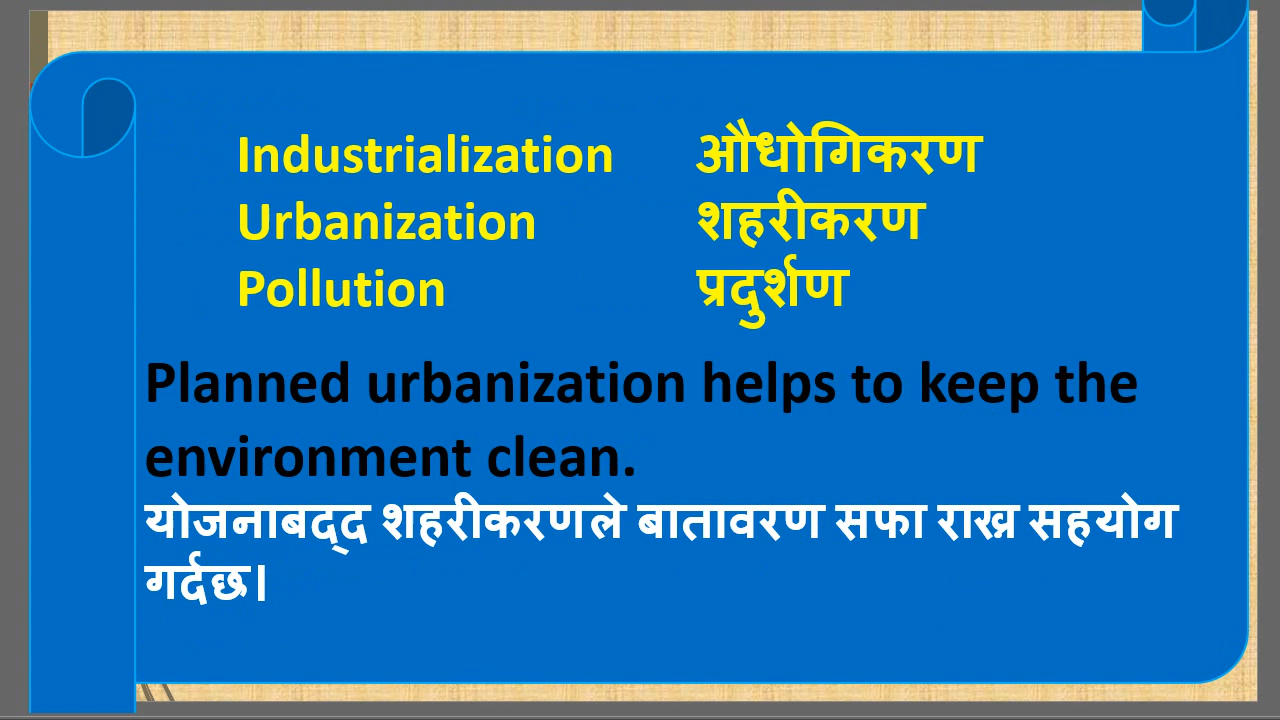 Industrialization औधोगिकरण
Urbanization शहरीकरण
Pollution प्रदुर्शण
Planned urbanization helps to keep the
environment clean.
योजनाबद्द शहरीकरणले बातावरण सफा राख्न सहयोग
गर्दछ।